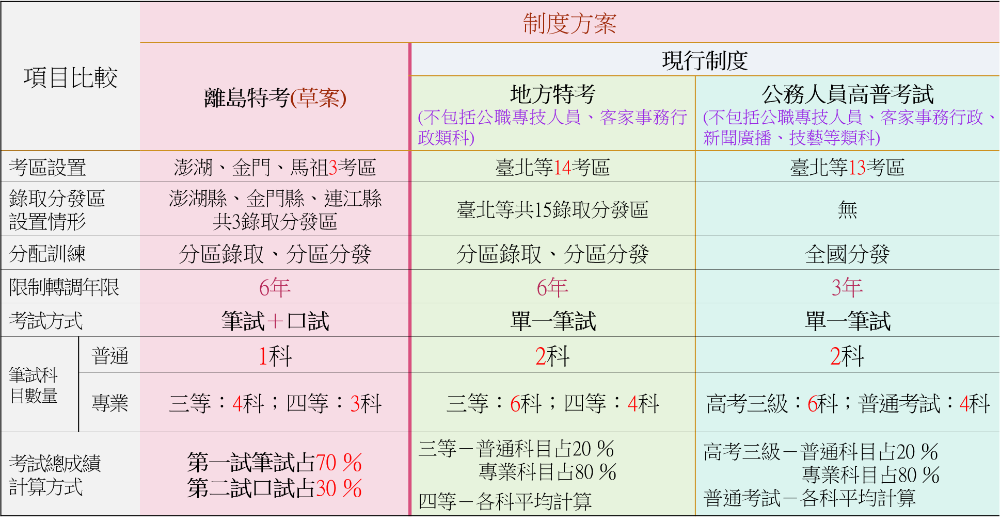 制度方案
項目比較
離島特考(草案)
現行制度
地方特考
(不包括公職專技人員、客家事務行
政類科)
公務人員高普考試
(不包括公職專技人員、客家事務行政、
新聞廣播、技藝等類科)
考區設置
澎湖、金門、馬祖3考區
臺北等14考區
臺北等13考區
錄取分發區
設置情形
澎湖縣、金門縣、連江縣
共3錄取分發區
臺北等共15錄取分發區
無
分配訓練
分區錄取、分區分發
分區錄取、分區分發
全國分發
限制轉調年限
6年
6年
3年
考試方式
筆試＋口試
單一筆試
單一筆試
筆試科
目數量
普通
1科
2科
2科
專業
三等：4科；四等：3科
三等：6科；四等：4科
高考三級：6科；普通考試：4科
考試總成績
計算方式
第一試筆試占70 %
第二試口試占30 %
三等－普通科目占20 %
專業科目占80 %
四等－各科平均計算
高考三級－普通科目占20 %
專業科目占80 %
普通考試－各科平均計算